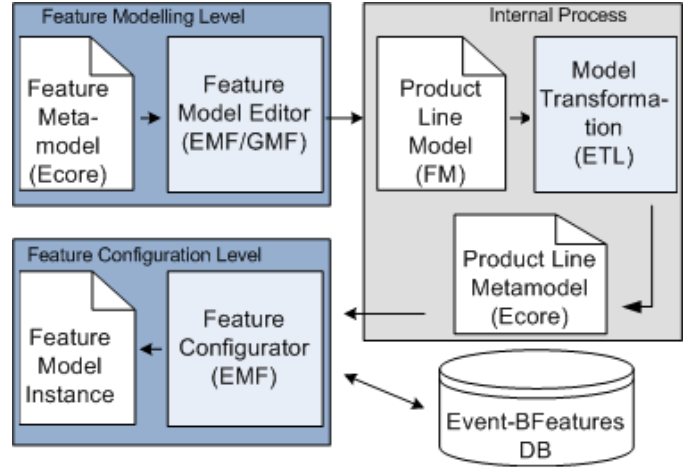 Feature Modelling Level
Feature
Meta-
model
(Ecore)
Feature
Model Editor
(EMF/GMF)
Internal Process
Product
Line
Model
(FM)
Model
Transforma-
tion
(ETL)
Product Line
Metamodel
(Ecore)
Feature Configuration Level
Feature
Model
Instance
Feature
Configurator
(EMF)
Event-BFeatures
DB